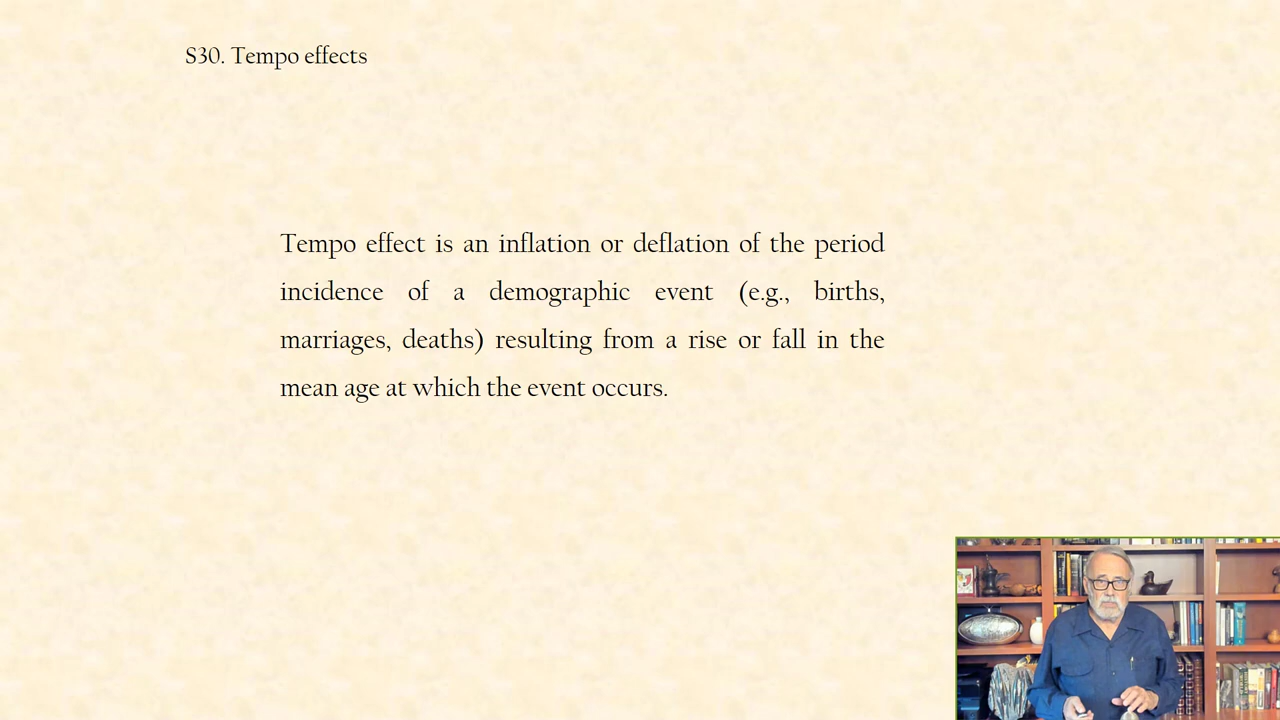 S30. Tempo effects
Tempo effect is an inflation or deflation of the period
incidence of a demographic event (e.g., births,
marriages, deaths) resulting from a rise or fall in the
mean age at which the event occurs.